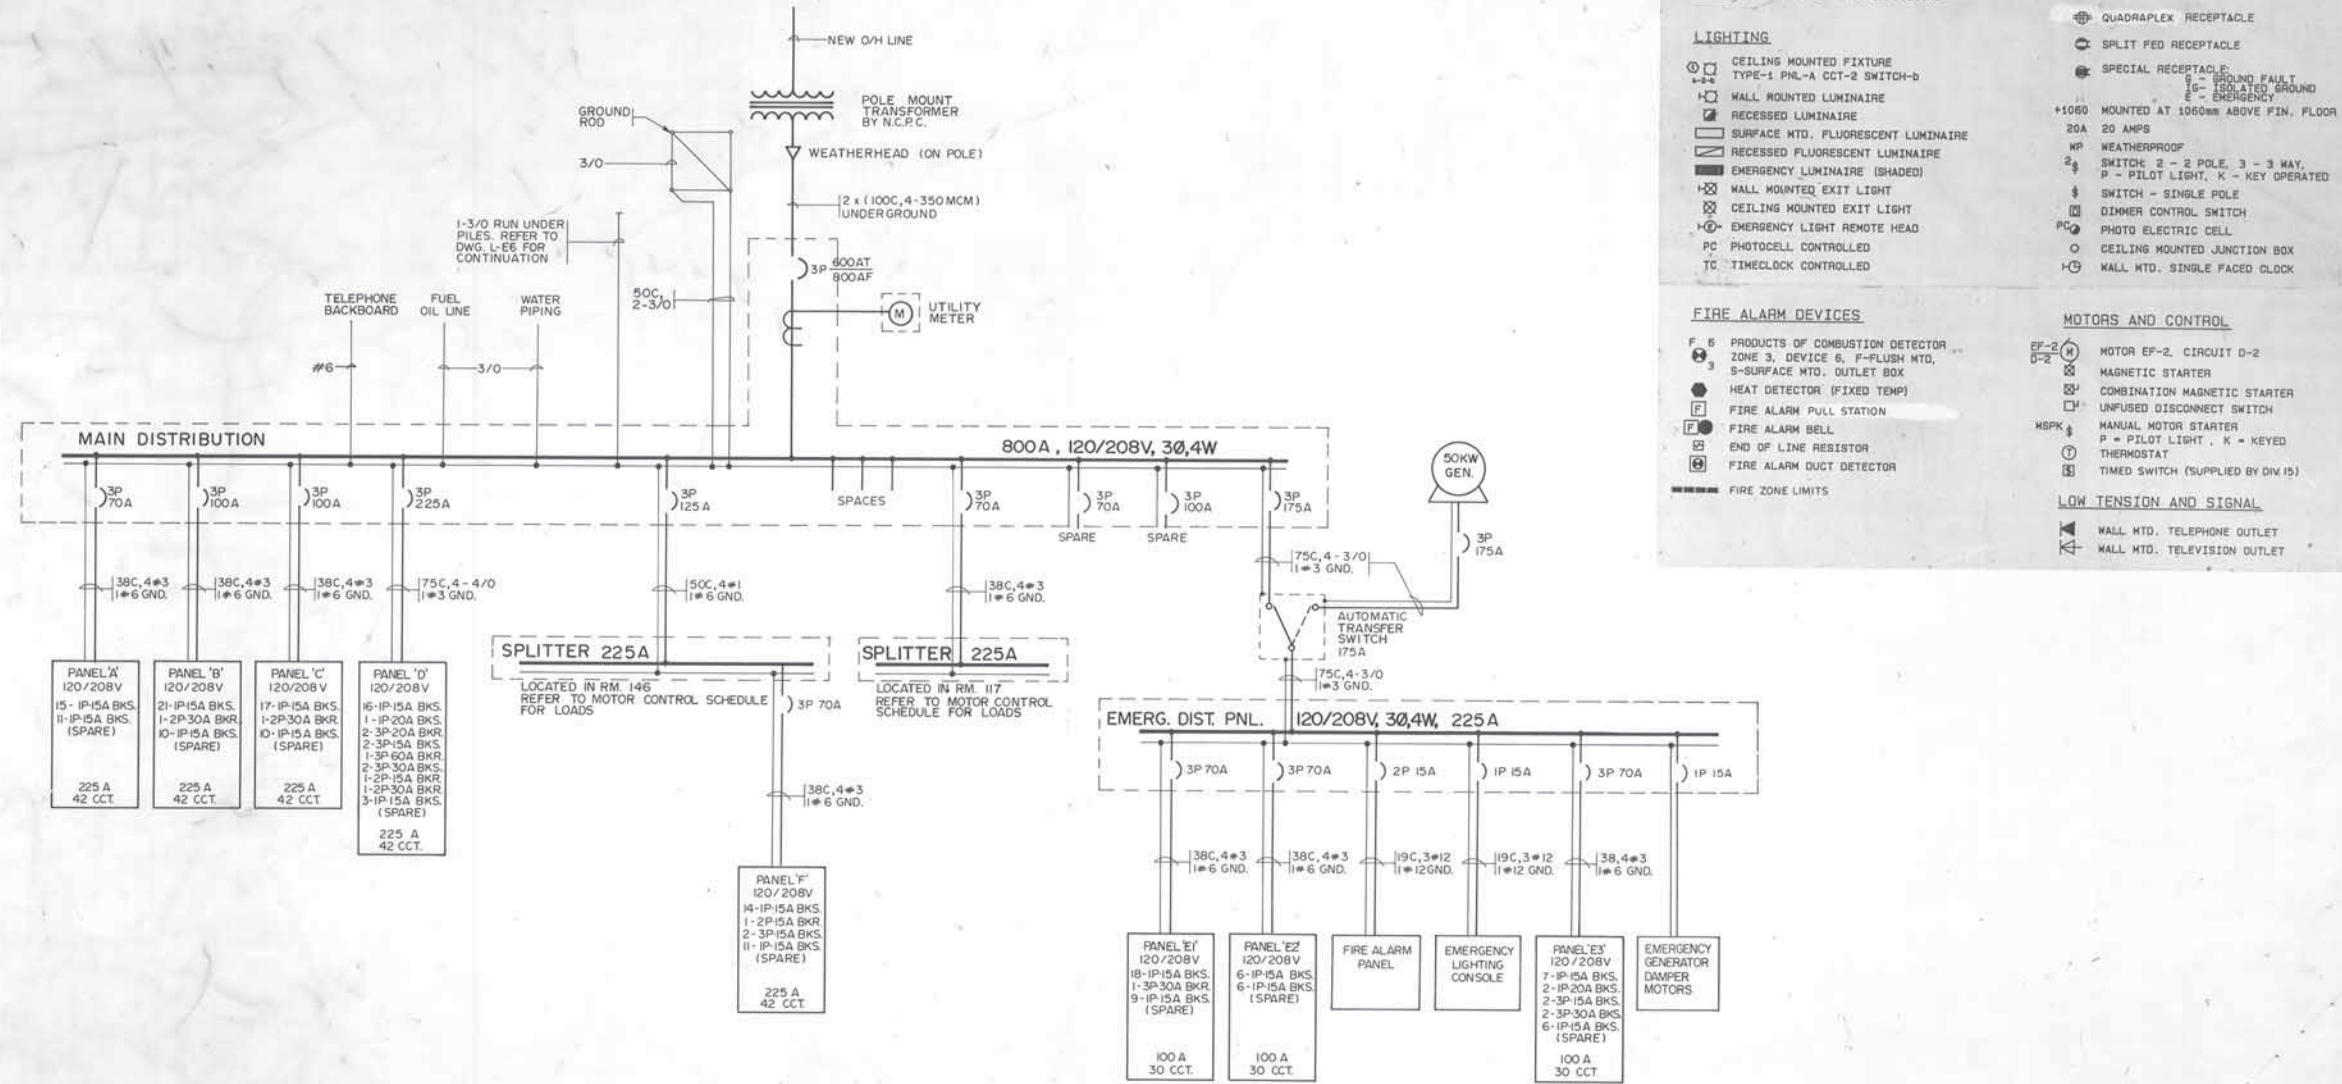 NEW O/H LINE
POLE MOUNT
TRANSFORMER
BY N.C.P.C.
GROUND
ROD
3/0
WEATHERHEAD (ON POLE)
2 x (100C, 4-350 MCM)
UNDERGROUND
1-3/0 RUN UNDER
PILES. REFER TO
DWG. L-E6 FOR
CONTINUATION
3P 600AT
800AF
50C,
2-3/0
M
UTILITY
METER
TELEPHONE
BACKBOARD
FUEL
OIL LINE
WATER
PIPING
#6
3/0
MAIN DISTRIBUTION
800A, 120/208V, 3Ø, 4W
3P
70A
3P
100A
3P
100A
3P
225A
3P
125A
SPACES
3P
70A
3P
70A
3P
100A
3P
175A
SPARE
SPARE
50KW
GEN.
3P
175A
38C, 4#3
1#6 GND.
38C, 4#3
1#6 GND.
38C, 4#3
1#6 GND.
75C, 4-4/0
1#3 GND.
50C, 4#1
1#6 GND.
38C, 4#3
1#6 GND.
75C, 4-3/0
1#3 GND.
AUTOMATIC
TRANSFER
SWITCH
175A
75C, 4-3/0
1#3 GND.
SPLITTER 225A
LOCATED IN RM. 146
REFER TO MOTOR CONTROL SCHEDULE
FOR LOADS
3P 70A
38C, 4#3
1#6 GND.
SPLITTER 225A
LOCATED IN RM. 117
REFER TO MOTOR CONTROL
SCHEDULE FOR LOADS
PANEL 'A'
120/208V
15-1P-15A BKS.
11-1P-15A BKS.
(SPARE)
225 A
42 CCT.
PANEL 'B'
120/208V
21-1P-15A BKS.
1-2P-30A BKR.
10-1P-15A BKS.
(SPARE)
225 A
42 CCT.
PANEL 'C'
120/208V
17-1P-15A BKS.
1-2P-30A BKR.
10-1P-15A BKS.
(SPARE)
225 A
42 CCT.
PANEL 'D'
120/208V
16-1P-15A BKS.
1-1P-20A BKS.
2-3P-20A BKR.
2-3P-15A BKS.
1-3P-60A BKR.
2-3P-30A BKS.
1-2P-15A BKR.
1-2P-30A BKR.
3-1P-15A BKS.
(SPARE)
225 A
42 CCT.
PANEL 'F'
120/208V
14-1P-15A BKS.
1-2P-15A BKR.
2-3P-15A BKS.
11-1P-15A BKS.
(SPARE)
225 A
42 CCT.
EMERG. DIST. PNL. 120/208V, 3Ø, 4W, 225A
3P 70A
3P 70A
2P 15A
1P 15A
3P 70A
1P 15A
38C, 4#3
1#6 GND.
38C, 4#3
1#6 GND.
19C, 3#12
1#12 GND.
19C, 3#12
1#12 GND.
38, 4#3
1#6 GND.
PANEL 'E1'
120/208V
18-1P-15A BKS.
1-3P-30A BKR.
9-1P-15A BKS.
(SPARE)
100 A
30 CCT.
PANEL 'E2'
120/208V
6-1P-15A BKS.
6-1P-15A BKS.
(SPARE)
100 A
30 CCT.
FIRE ALARM
PANEL
EMERGENCY
LIGHTING
CONSOLE
PANEL 'E3'
120/208V
7-1P-15A BKS.
2-1P-20A BKS.
2-3P-15A BKS.
2-3P-30A BKS.
6-1P-15A BKS.
(SPARE)
100 A
30 CCT.
EMERGENCY
GENERATOR
DAMPER
MOTORS
LIGHTING
CEILING MOUNTED FIXTURE
TYPE-1 PNL-A CCT-2 SWITCH-b
WALL MOUNTED LUMINAIRE
RECESSED LUMINAIRE
SURFACE MTD. FLUORESCENT LUMINAIRE
RECESSED FLUORESCENT LUMINAIRE
EMERGENCY LUMINAIRE (SHADED)
WALL MOUNTED EXIT LIGHT
CEILING MOUNTED EXIT LIGHT
EMERGENCY LIGHT REMOTE HEAD
PC PHOTOCELL CONTROLLED
TC TIMECLOCK CONTROLLED
QUADRAPLEX RECEPTACLE
SPLIT FED RECEPTACLE
SPECIAL RECEPTACLE:
G - GROUND FAULT
IG- ISOLATED GROUND
E - EMERGENCY
+1060 MOUNTED AT 1060mm ABOVE FIN. FLOOR
20A 20 AMPS
WP WEATHERPROOF
2 SWITCH: 2 - 2 POLE, 3 - 3 WAY,
P - PILOT LIGHT, K - KEY OPERATED
SWITCH - SINGLE POLE
DIMMER CONTROL SWITCH
PC PHOTO ELECTRIC CELL
CEILING MOUNTED JUNCTION BOX
WALL MTD. SINGLE FACED CLOCK
FIRE ALARM DEVICES
F 6 PRODUCTS OF COMBUSTION DETECTOR
3 ZONE 3, DEVICE 6, F-FLUSH MTD,
S-SURFACE MTD. OUTLET BOX
HEAT DETECTOR (FIXED TEMP)
F FIRE ALARM PULL STATION
F FIRE ALARM BELL
END OF LINE RESISTOR
FIRE ALARM DUCT DETECTOR
FIRE ZONE LIMITS
MOTORS AND CONTROL
EF-2 M MOTOR EF-2, CIRCUIT D-2
D-2
MAGNETIC STARTER
COMBINATION MAGNETIC STARTER
UNFUSED DISCONNECT SWITCH
MSPK MANUAL MOTOR STARTER
P = PILOT LIGHT, K = KEYED
T THERMOSTAT
TIMED SWITCH (SUPPLIED BY DIV.15)
LOW TENSION AND SIGNAL
WALL MTD. TELEPHONE OUTLET
WALL MTD. TELEVISION OUTLET